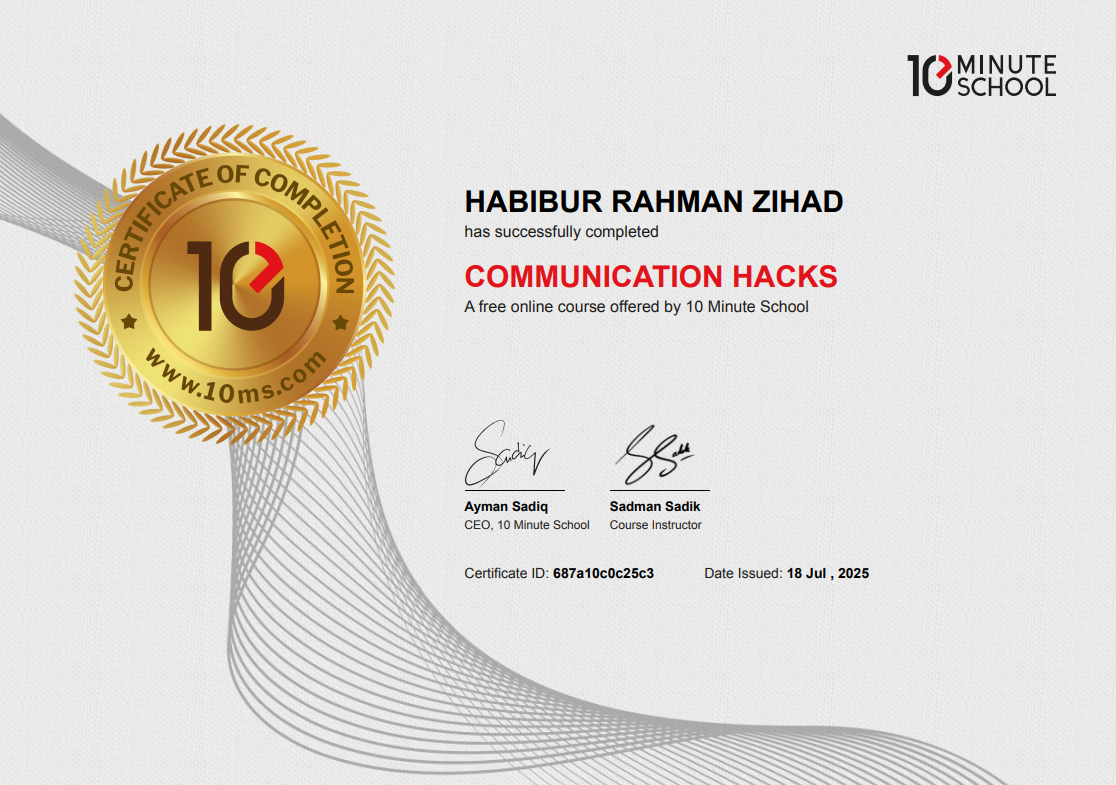 10 MINUTE
SCHOOL
CERTIFICATE OF COMPLETION
10
www.10ms.com
HABIBUR RAHMAN ZIHAD
has successfully completed
COMMUNICATION HACKS
A free online course offered by 10 Minute School
Sadiq
Ayman Sadiq
CEO, 10 Minute School
Sadman Sadik
Course Instructor
Certificate ID: 687a10c0c25c3
Date Issued: 18 Jul , 2025